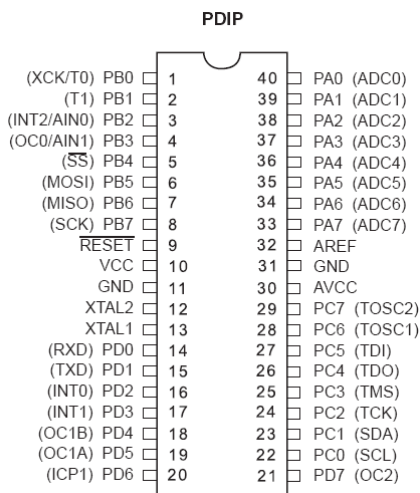 PDIP
(XCK/T0) PB0 1 40 PA0 (ADC0)
(T1) PB1 2 39 PA1 (ADC1)
(INT2/AIN0) PB2 3 38 PA2 (ADC2)
(OC0/AIN1) PB3 4 37 PA3 (ADC3)
(SS) PB4 5 36 PA4 (ADC4)
(MOSI) PB5 6 35 PA5 (ADC5)
(MISO) PB6 7 34 PA6 (ADC6)
(SCK) PB7 8 33 PA7 (ADC7)
RESET 9 32 AREF
VCC 10 31 GND
GND 11 30 AVCC
XTAL2 12 29 PC7 (TOSC2)
XTAL1 13 28 PC6 (TOSC1)
(RXD) PD0 14 27 PC5 (TDI)
(TXD) PD1 15 26 PC4 (TDO)
(INT0) PD2 16 25 PC3 (TMS)
(INT1) PD3 17 24 PC2 (TCK)
(OC1B) PD4 18 23 PC1 (SDA)
(OC1A) PD5 19 22 PC0 (SCL)
(ICP1) PD6 20 21 PD7 (OC2)